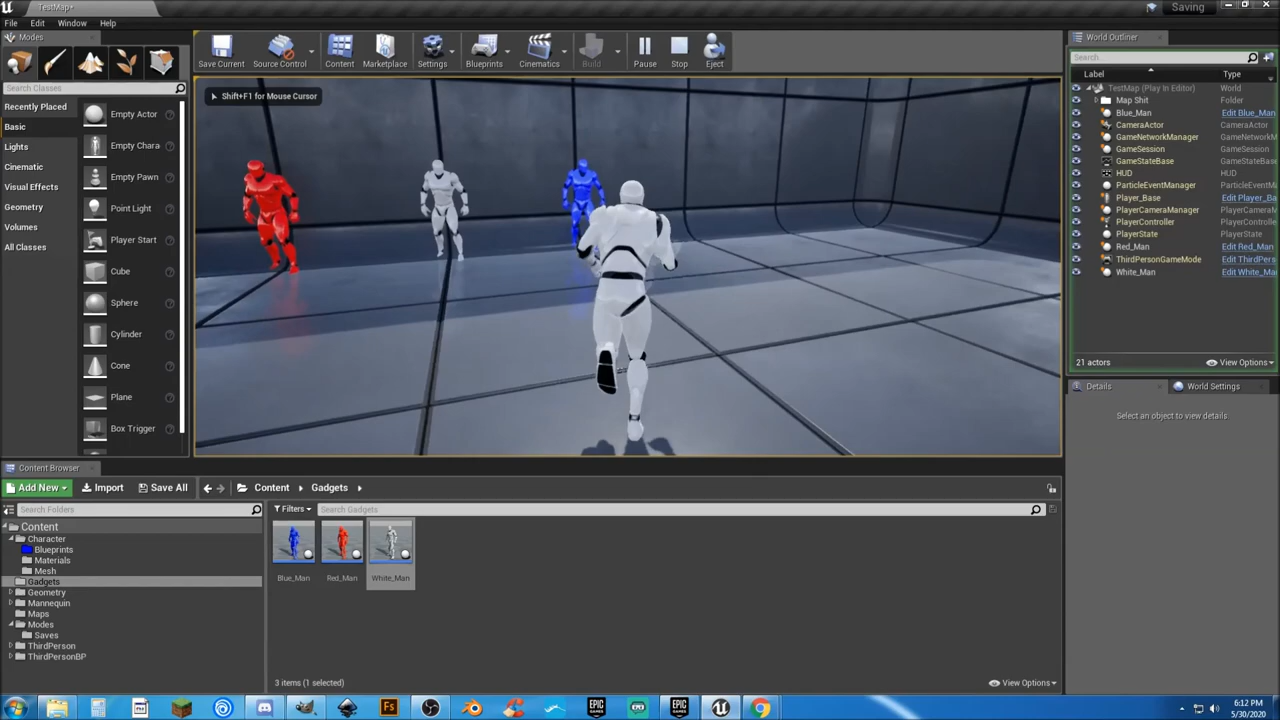 TestMap*
Saving
File Edit Window Help
Modes
World Outliner
Save Current
Source Control
Content
Marketplace
Settings
Blueprints
Cinematics
Build
Pause
Stop
Eject
Search Classes
Search...
Label
Type
Shift+F1 for Mouse Cursor
Recently Placed
Basic
Lights
Cinematic
Visual Effects
Geometry
Volumes
All Classes
Empty Actor
Empty Chara
Empty Pawn
Point Light
Player Start
Cube
Sphere
Cylinder
Cone
Plane
Box Trigger
TestMap (Play In Editor) World
Map Shit Folder
Blue_Man Edit Blue_Man
CameraActor CameraActor
GameNetworkManager GameNetworkM
GameSession GameSession
GameStateBase GameStateBase
HUD HUD
ParticleEventManager ParticleEventMa
Player_Base Edit Player_Ba
PlayerCameraManager PlayerCameraM
PlayerController PlayerControlle
PlayerState PlayerState
Red_Man Edit Red_Man
ThirdPersonGameMode Edit ThirdPers
White_Man Edit White_Ma
21 actors
View Options
Details
World Settings
Select an object to view details.
Content Browser
Add New
Import
Save All
Content
Gadgets
Search Folders
Filters
Search Gadgets
Content
Character
Blueprints
Materials
Mesh
Gadgets
Geometry
Mannequin
Maps
Modes
Saves
ThirdPerson
ThirdPersonBP
Blue_Man
Red_Man
White_Man
3 items (1 selected)
View Options
Fs
EPIC GAMES
EPIC GAMES
6:12 PM
5/30/2020